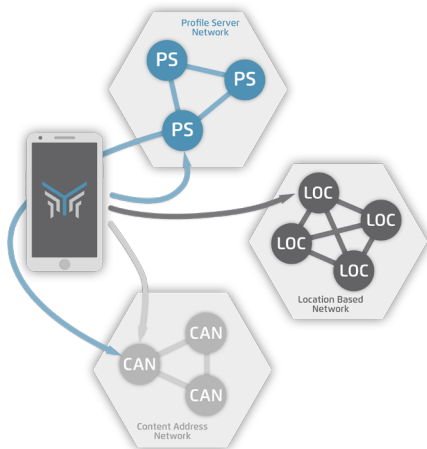 Profile Server
Network
PS
PS
PS
LOC
LOC
LOC
LOC
Location Based
Network
CAN
CAN
CAN
Content Address
Network